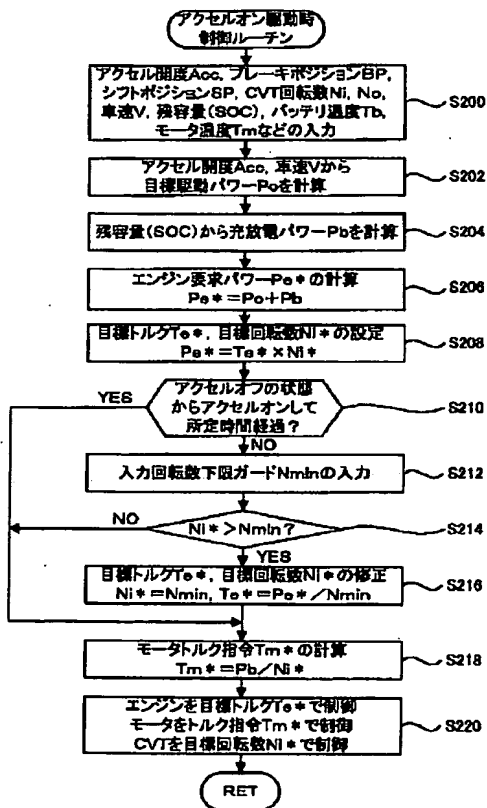 アクセルオン駆動時
制御ルーチン
アクセル開度Acc, ブレーキポジションBP,
シフトポジションSP, CVT回転数Ni, No,
車速V, 残容量(SOC), バッテリ温度Tb,
モータ温度Tmなどの入力
S200
アクセル開度Acc, 車速Vから
目標駆動パワーPoを計算
S202
残容量(SOC)から充放電パワーPbを計算
S204
エンジン要求パワーPe*の計算
Pe*=Po+Pb
S206
目標トルクTe*, 目標回転数Ni*の設定
Pe*=Te*×Ni*
S208
アクセルオフの状態
からアクセルオンして
所定時間経過?
S210
YES
NO
入力回転数下限ガードNminの入力
S212
Ni*>Nmin?
S214
NO
YES
目標トルクTe*, 目標回転数Ni*の修正
Ni*=Nmin, Te*=Pe*/Nmin
S216
モータトルク指令Tm*の計算
Tm*=Pb/Ni*
S218
エンジンを目標トルクTe*で制御
モータをトルク指令Tm*で制御
CVTを目標回転数Ni*で制御
S220
RET